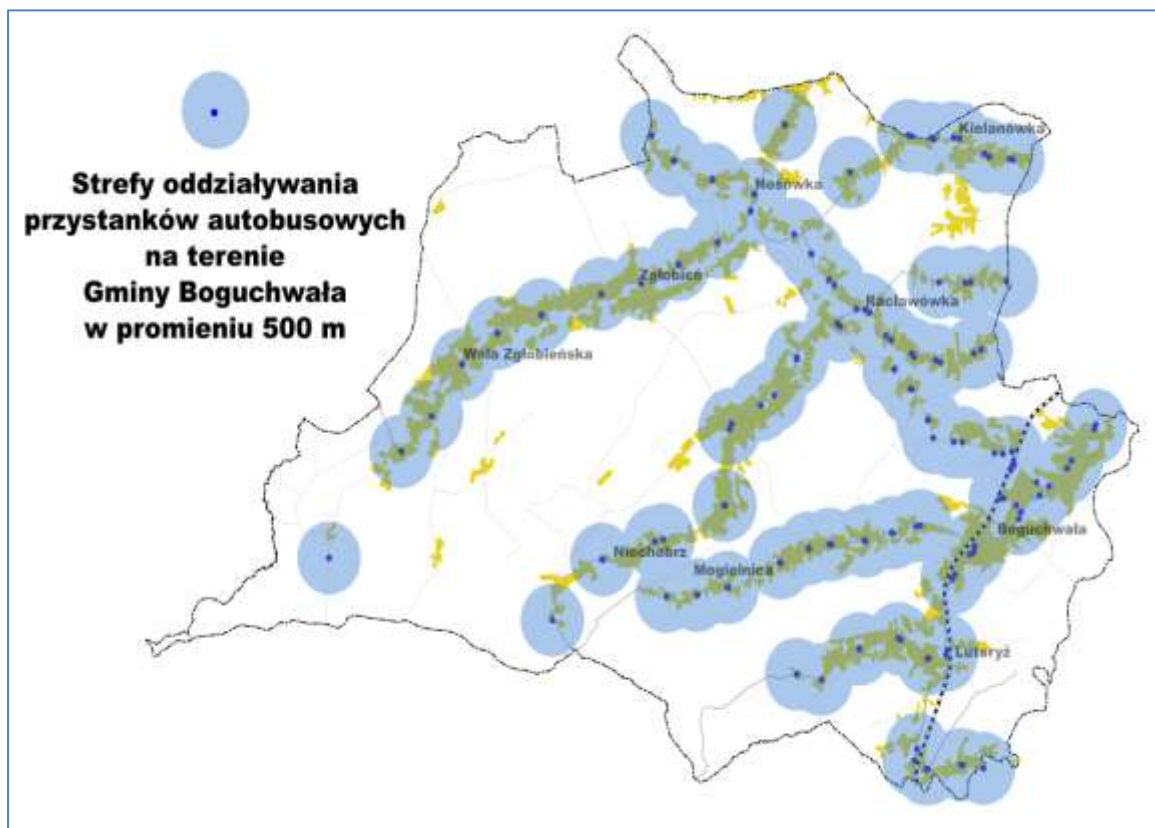 Strefy oddziaływania
przystanków autobusowych
na terenie
Gminy Boguchwała
w promieniu 500 m
Kielanówka
Nosówka
Zgłobień
Racławówka
Wola Zgłobieńska
Boguchwała
Niechobrz
Mogielnica
Lutoryż